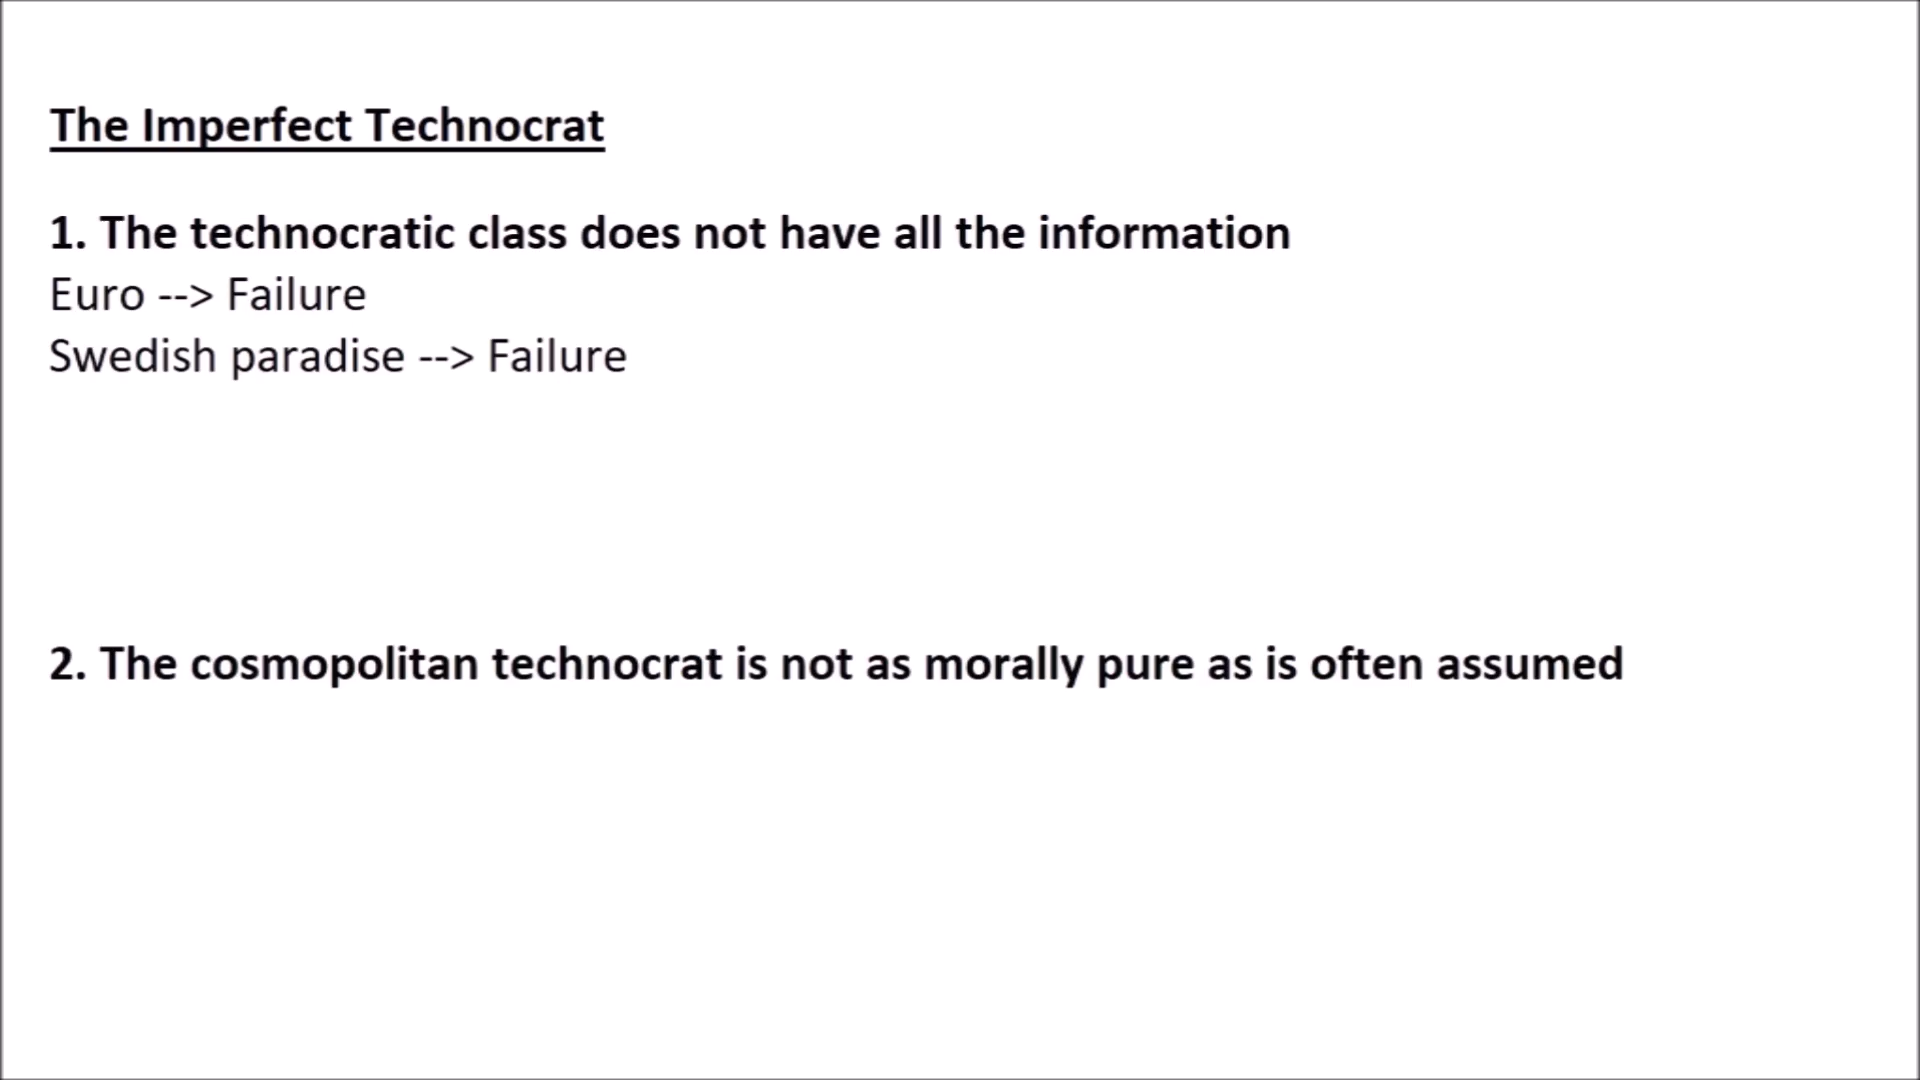 The Imperfect Technocrat
1. The technocratic class does not have all the information
Euro --> Failure
Swedish paradise --> Failure
2. The cosmopolitan technocrat is not as morally pure as is often assumed